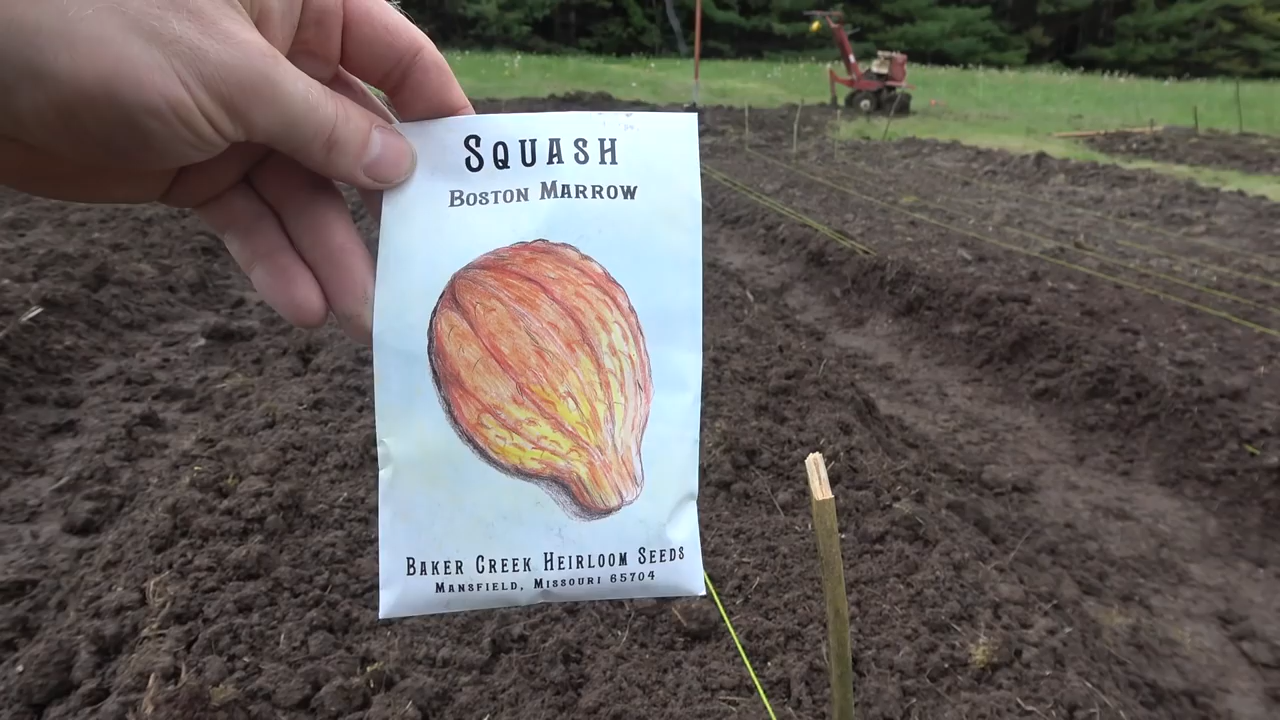 SQUASH
BOSTON MARROW
BAKER CREEK HEIRLOOM SEEDS
MANSFIELD, MISSOURI 65704